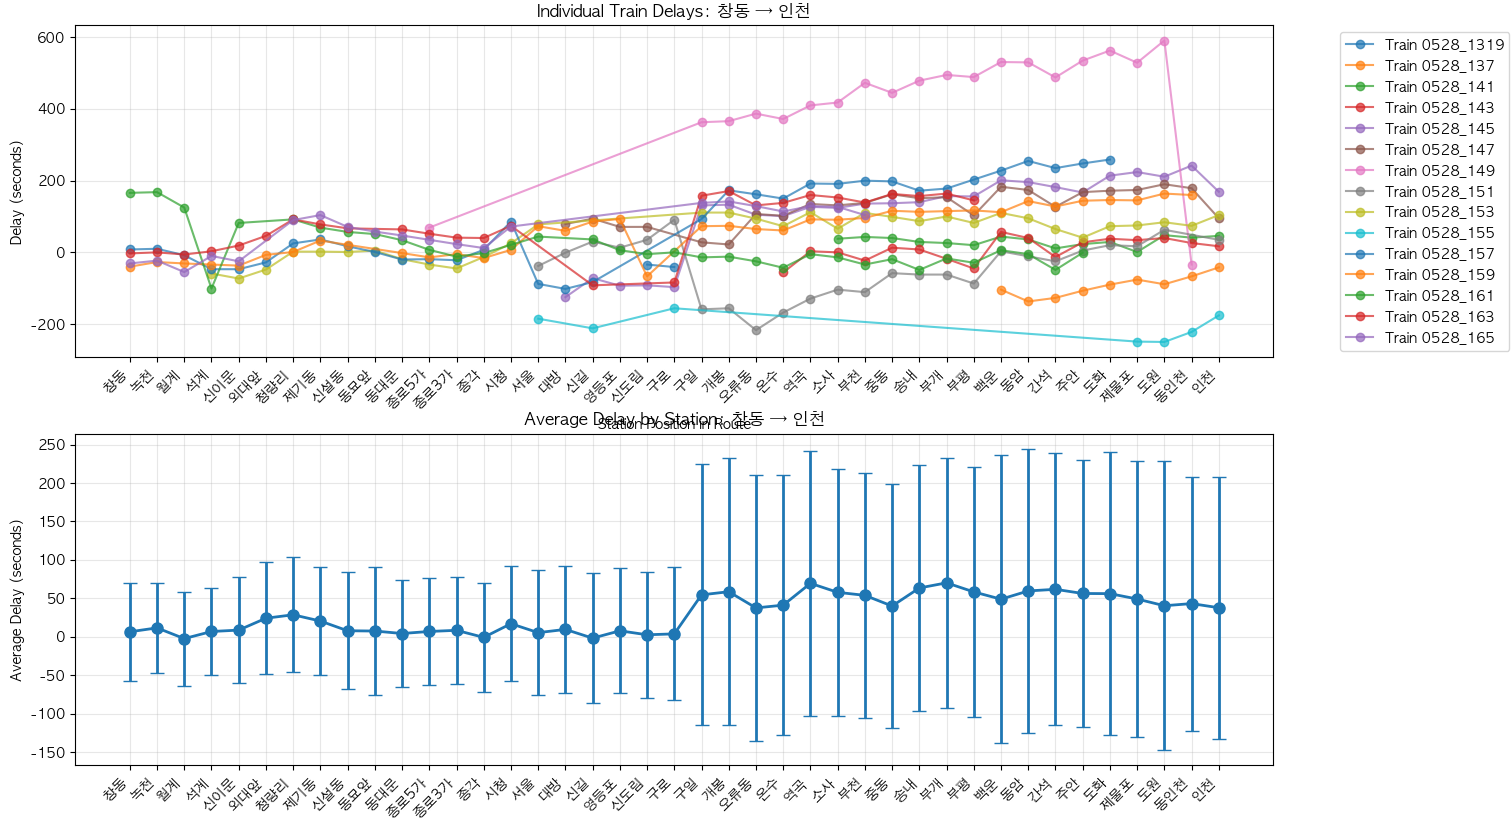 Individual Train Delays: 창동 → 인천
Delay (seconds)
600
400
200
0
-200
창동
녹천
월계
석계
신이문
외대앞
청량리
제기동
신설동
동묘앞
동대문
종로5가
종로3가
종각
시청
서울
대방
신길
영등포
신도림
구로
구일
개봉
오류동
온수
역곡
소사
부천
중동
송내
부개
부평
백운
동암
간석
주안
도화
제물포
도원
동인천
인천
Station Position in Route
Train 0528_1319
Train 0528_137
Train 0528_141
Train 0528_143
Train 0528_145
Train 0528_147
Train 0528_149
Train 0528_151
Train 0528_153
Train 0528_155
Train 0528_157
Train 0528_159
Train 0528_161
Train 0528_163
Train 0528_165
Average Delay by Station: 창동 → 인천
Average Delay (seconds)
250
200
150
100
50
0
-50
-100
-150
창동
녹천
월계
석계
신이문
외대앞
청량리
제기동
신설동
동묘앞
동대문
종로5가
종로3가
종각
시청
서울
대방
신길
영등포
신도림
구로
구일
개봉
오류동
온수
역곡
소사
부천
중동
송내
부개
부평
백운
동암
간석
주안
도화
제물포
도원
동인천
인천